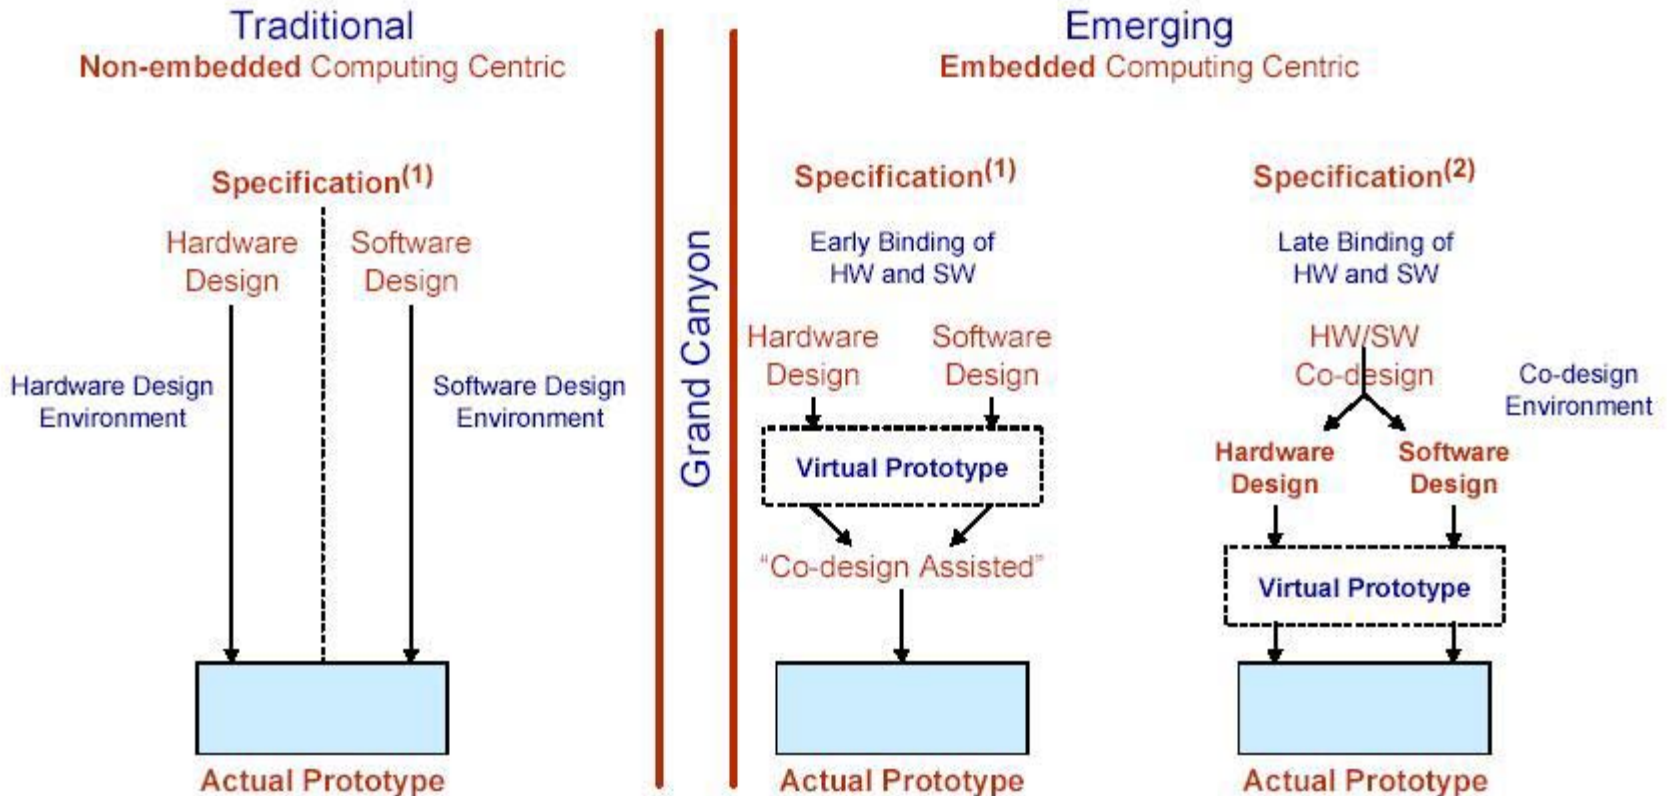 Traditional
Non-embedded Computing Centric
Specification(1)
Hardware
Design
Software
Design
Hardware Design
Environment
Software Design
Environment
Actual Prototype
Grand Canyon
Emerging
Embedded Computing Centric
Specification(1)
Early Binding of
HW and SW
Hardware
Design
Software
Design
Virtual Prototype
“Co-design Assisted”
Actual Prototype
Specification(2)
Late Binding of
HW and SW
HW/SW
Co-design
Co-design
Environment
Hardware
Design
Software
Design
Virtual Prototype
Actual Prototype